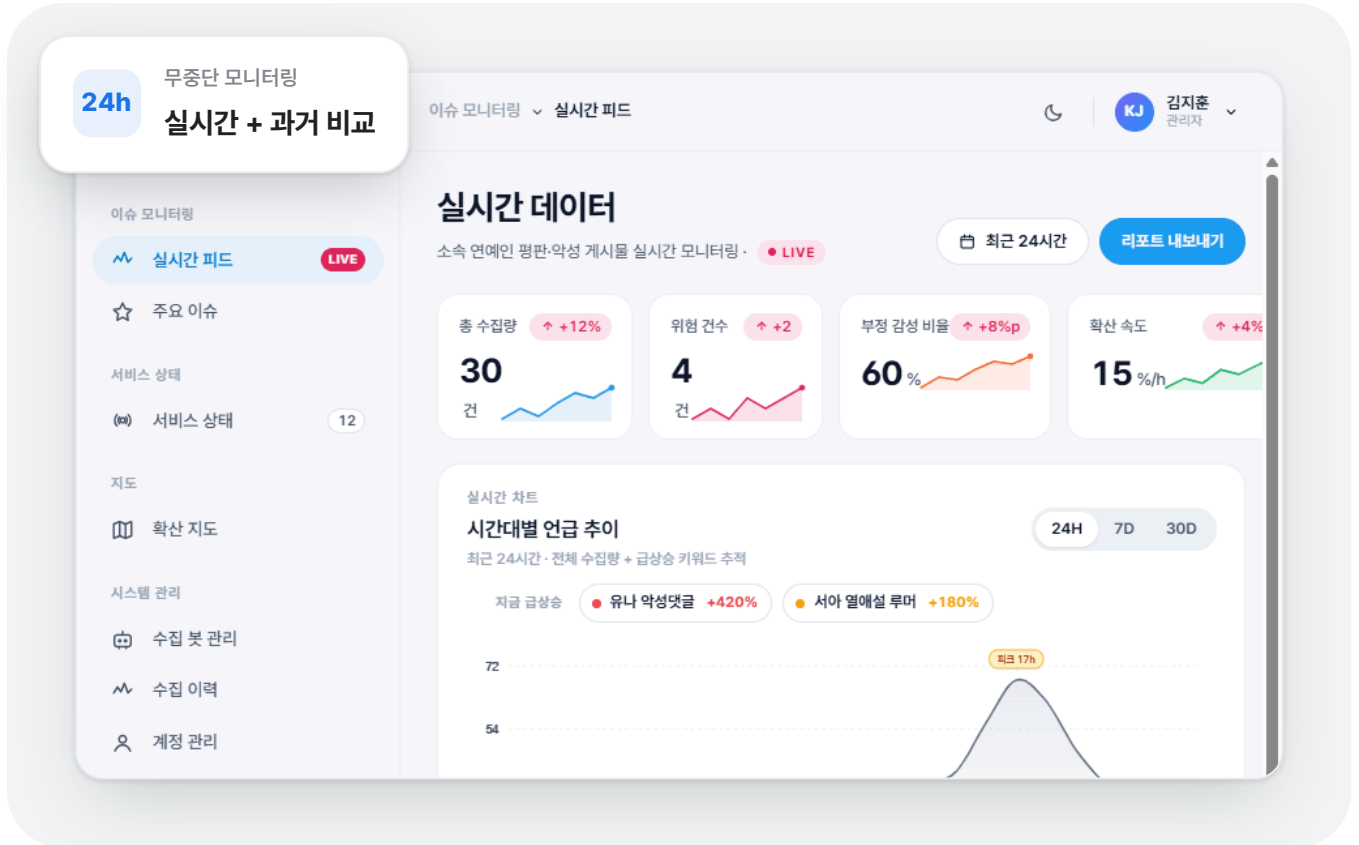 24h
무중단 모니터링
실시간 + 과거 비교
이슈 모니터링 실시간 피드
KJ
김지훈
관리자
이슈 모니터링
실시간 피드 LIVE
주요 이슈
서비스 상태
서비스 상태 12
지도
확산 지도
시스템 관리
수집 봇 관리
수집 이력
계정 관리
실시간 데이터
소속 연예인 평판·악성 게시물 실시간 모니터링 · LIVE
최근 24시간
리포트 내보내기
총 수집량 ↑ +12%
30
건
위험 건수 ↑ +2
4
건
부정 감성 비율 ↑ +8%p
60 %
확산 속도 ↑ +4%
15 %/h
실시간 차트
시간대별 언급 추이
최근 24시간 · 전체 수집량 + 급상승 키워드 추적
24H 7D 30D
지금 급상승 유나 악성댓글 +420% 서아 열애설 루머 +180%
피크 17h
72
54